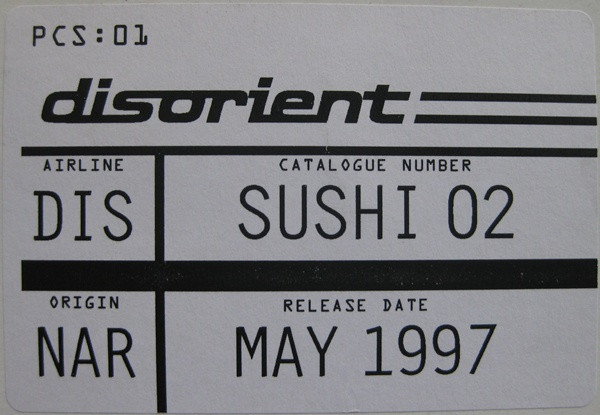 PCS:01
disorient
AIRLINE
CATALOGUE NUMBER
DIS
SUSHI 02
ORIGIN
RELEASE DATE
NAR
MAY 1997